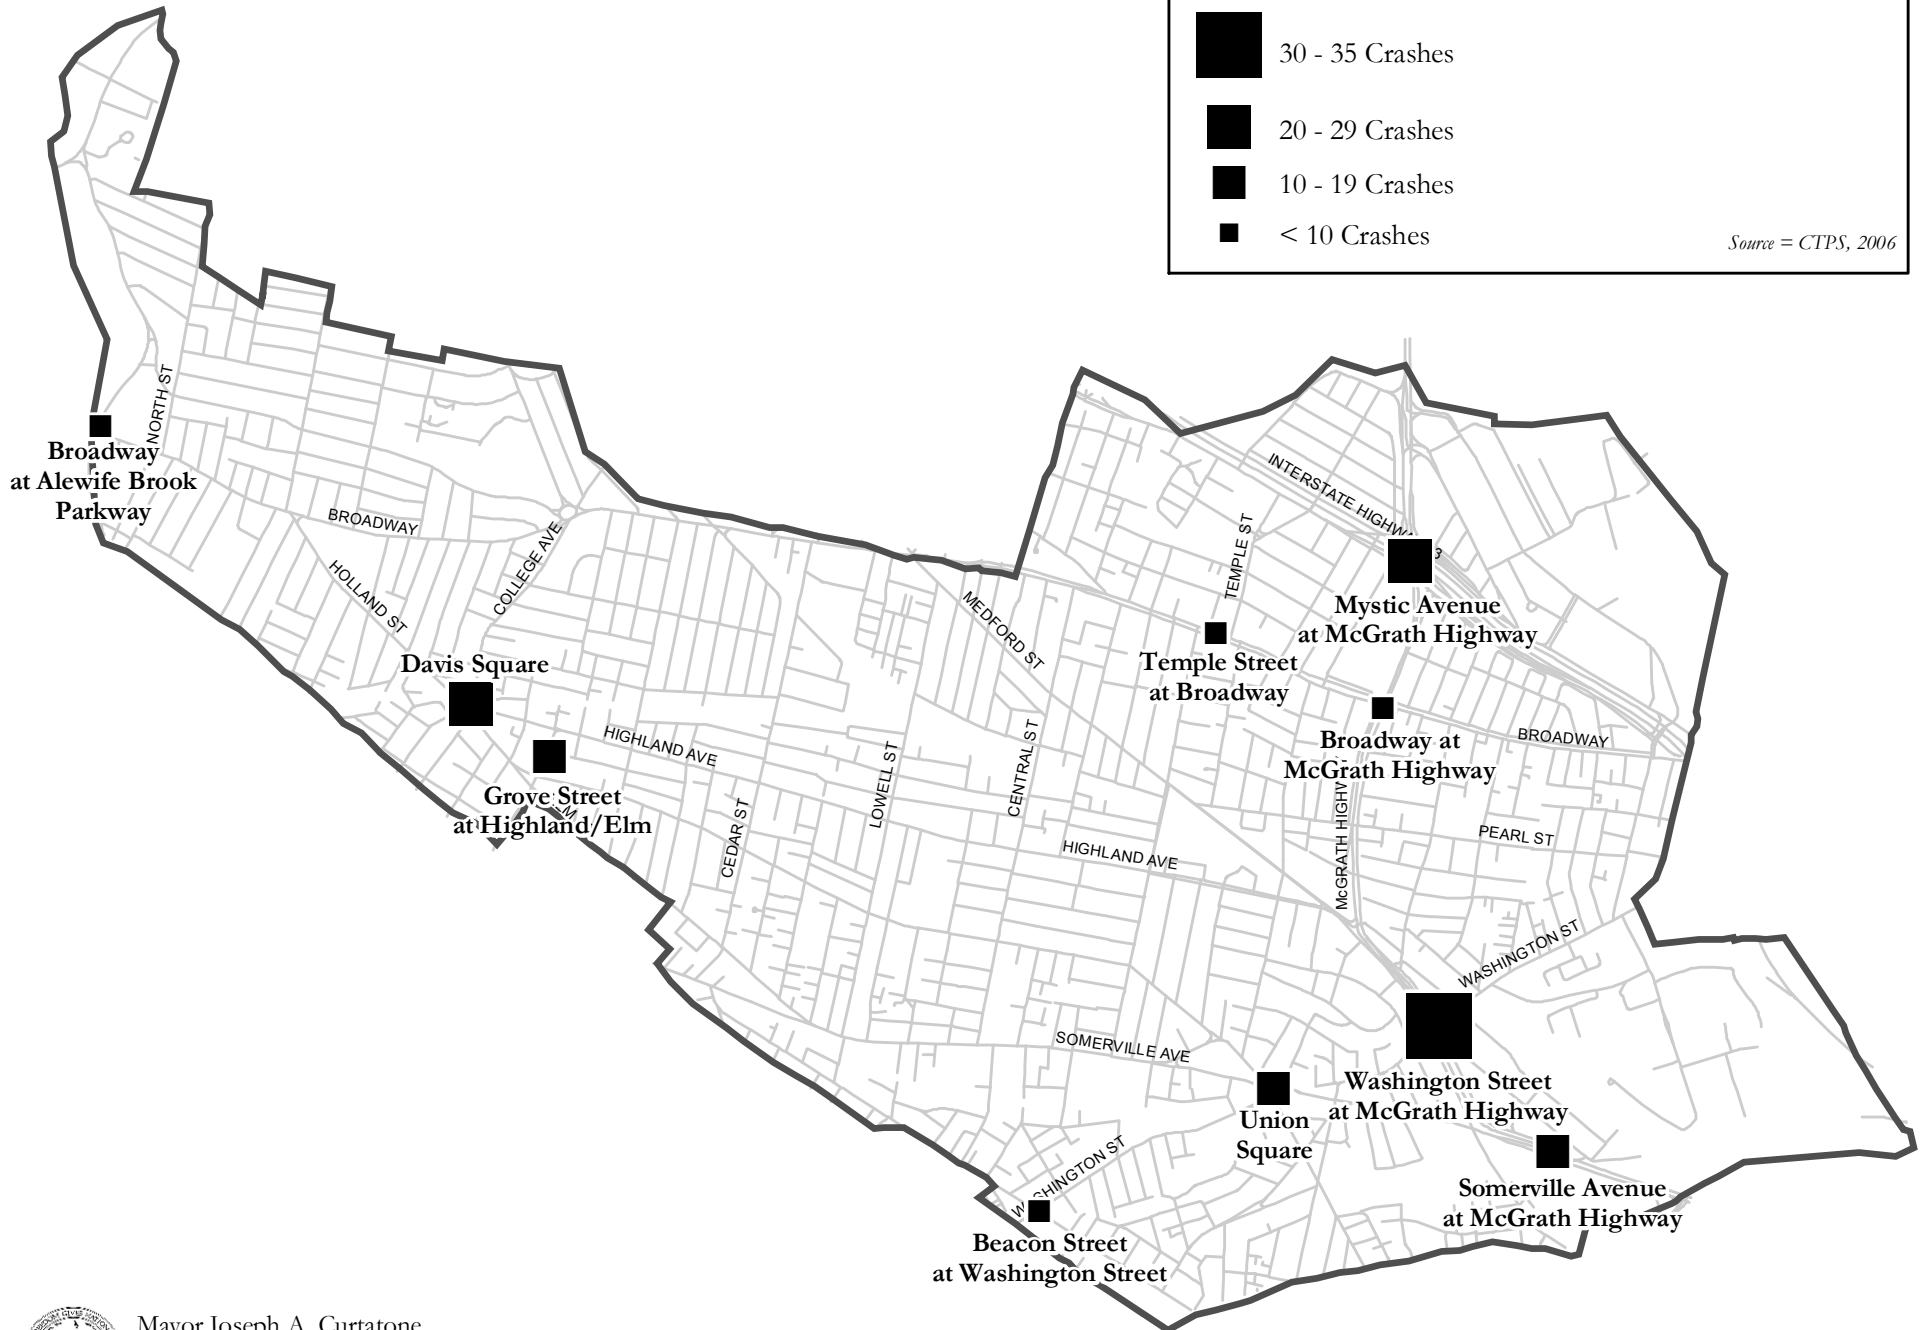 30 - 35 Crashes
20 - 29 Crashes
10 - 19 Crashes
< 10 Crashes
Source = CTPS, 2006
NORTH ST
Broadway
at Alewife Brook
Parkway
BROADWAY
COLLEGE AVE
HOLLAND ST
Davis Square
Grove Street
at Highland/Elm
HIGHLAND AVE
CEDAR ST
LOWELL ST
CENTRAL ST
MEDFORD ST
TEMPLE ST
INTERSTATE
Mystic Avenue
at McGrath Highway
Temple Street
at Broadway
Broadway at
McGrath Highway
BROADWAY
McGRATH
PEARL ST
HIGHLAND AVE
WASHINGTON ST
SOMERVILLE AVE
Washington Street
at McGrath Highway
Union
Square
Somerville Avenue
at McGrath Highway
WASHINGTON ST
Beacon Street
at Washington Street
Mayor Joseph A. Curtatone